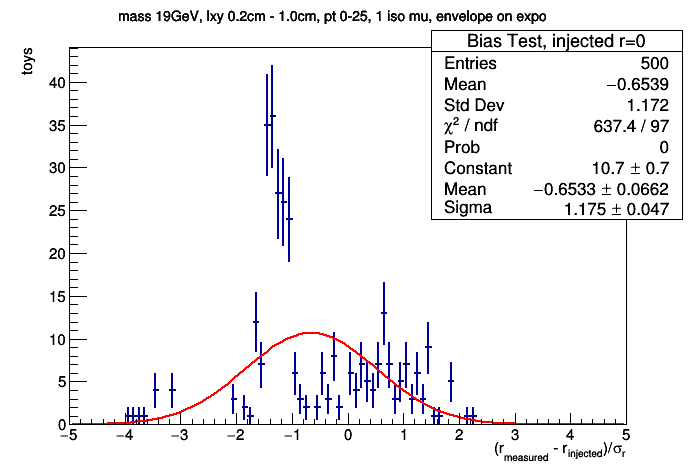 mass 19GeV, lxy 0.2cm - 1.0cm, pt 0-25, 1 iso mu, envelope on expo
Bias Test, injected r=0
Entries 500
Mean −0.6539
Std Dev 1.172
χ² / ndf 637.4 / 97
Prob 0
Constant 10.7 ± 0.7
Mean −0.6533 ± 0.0662
Sigma 1.175 ± 0.047
toys
40
35
30
25
20
15
10
5
0
−5 −4 −3 −2 −1 0 1 2 3 4 5
(r_measured - r_injected)/σ_r